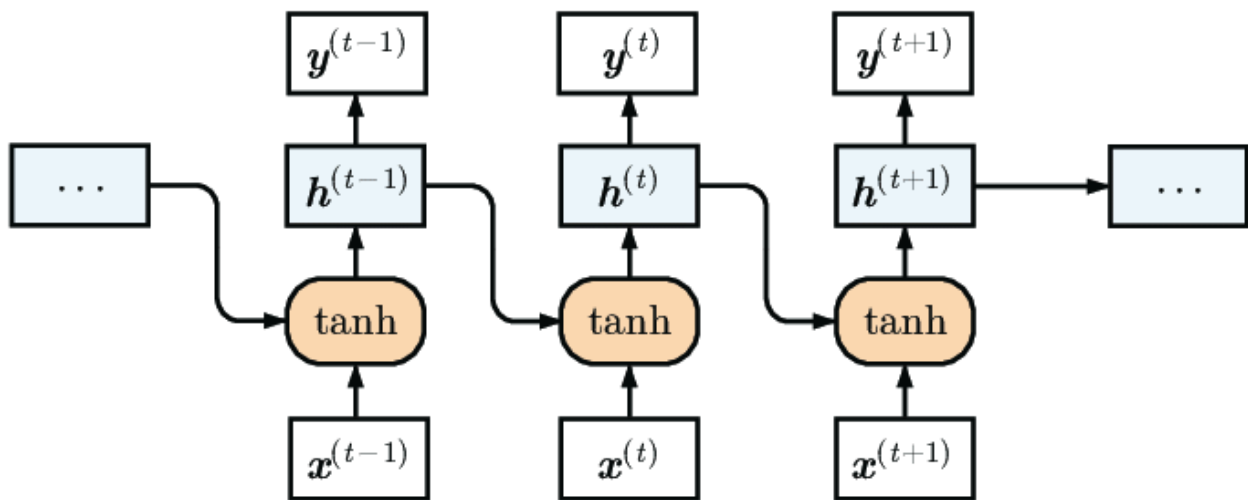 y^(t−1) y^(t) y^(t+1)
··· h^(t−1) h^(t) h^(t+1) ···
tanh tanh tanh
x^(t−1) x^(t) x^(t+1)